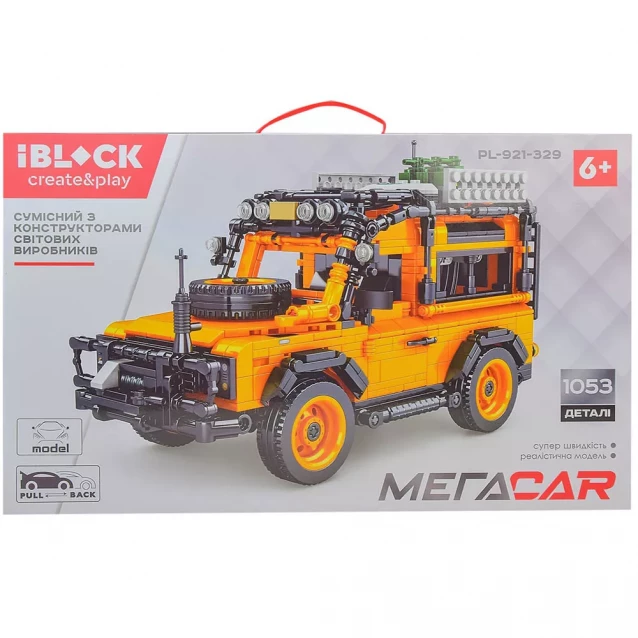 iBLOCK
create&play
PL-921-329
6+
СУМІСНИЙ З
КОНСТРУКТОРАМИ
СВІТОВИХ
ВИРОБНИКІВ
1053
ДЕТАЛІ
model
PULL BACK
супер швидкість
реалістична модель
МЕГАCAR